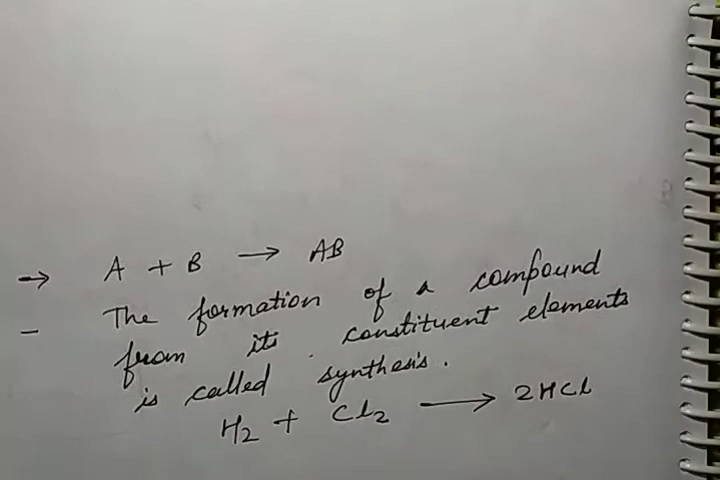 → A + B → AB
- The formation of a compound
from its constituent elements
is called synthesis.
H₂ + Cl₂ → 2HCl